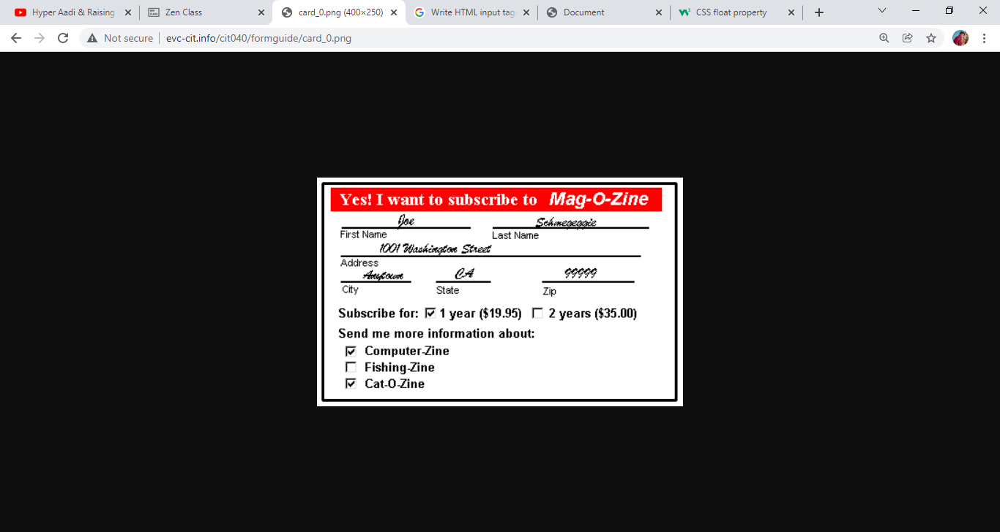 Hyper Aadi & Raising
Zen Class
card_0.png (400×250)
Write HTML input tag
Document
CSS float property
Not secure
evc-cit.info/cit040/formguide/card_0.png
Yes! I want to subscribe to Mag-O-Zine
Joe Schmegeggie
First Name Last Name
1001 Washington Street
Address
Anytown CA 99999
City State Zip
Subscribe for: 1 year ($19.95) 2 years ($35.00)
Send me more information about:
Computer-Zine
Fishing-Zine
Cat-O-Zine